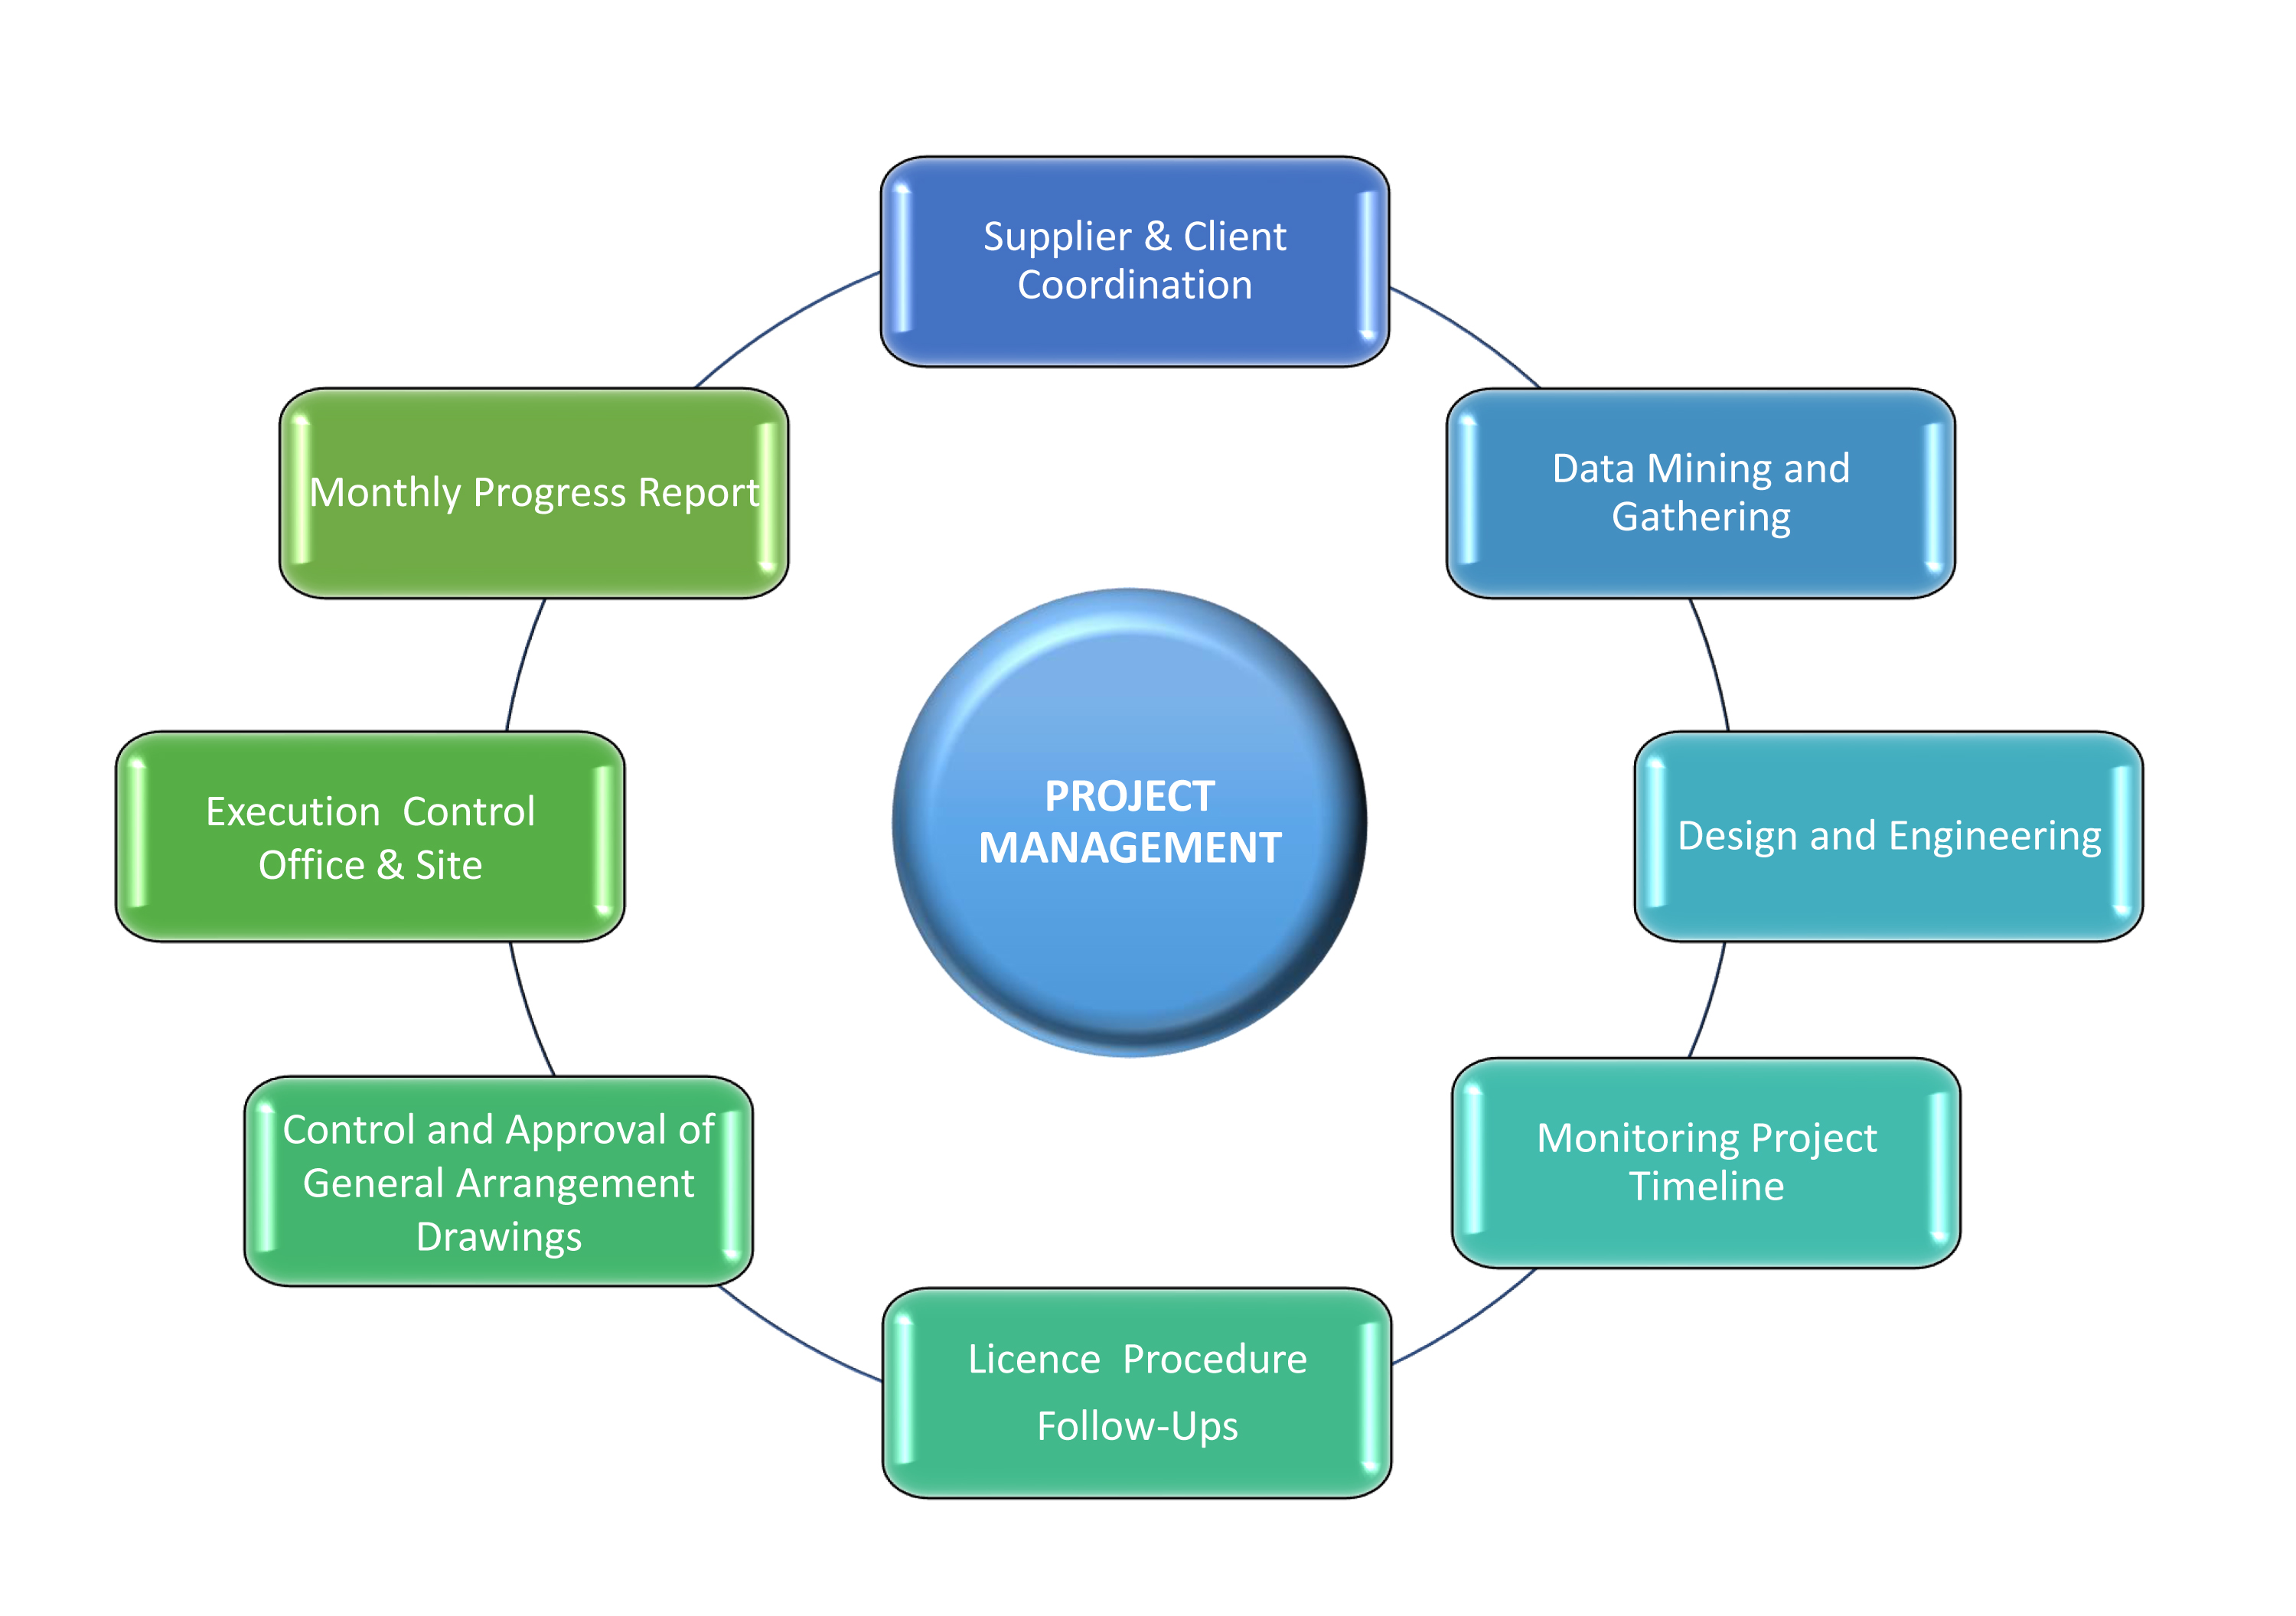 Supplier & Client
Coordination
Data Mining and
Gathering
Design and Engineering
Monitoring Project
Timeline
Licence  Procedure
Follow-Ups
Control and Approval of
General Arrangement
Drawings
Execution  Control
Office & Site
Monthly Progress Report
PROJECT
MANAGEMENT